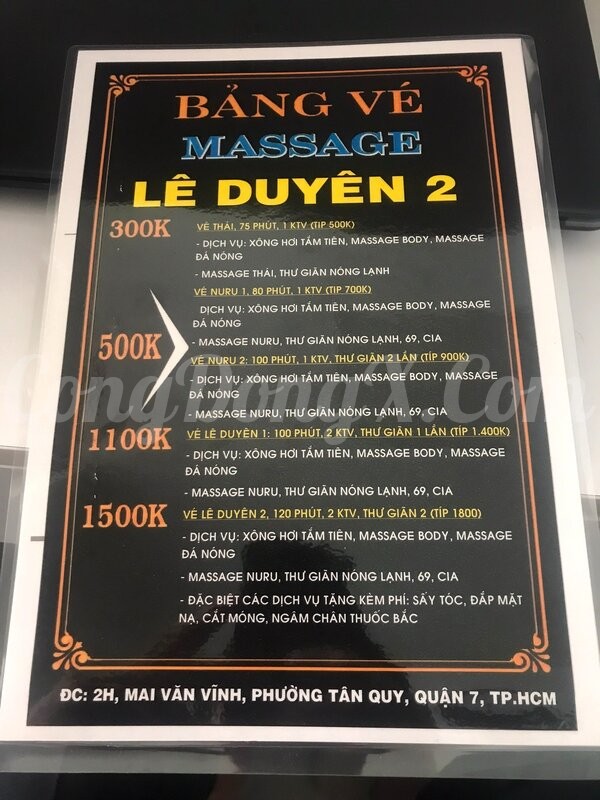 BẢNG VÉ
MASSAGE
LÊ DUYÊN 2
300K
VÉ THÁI, 75 PHÚT, 1 KTV (TIP 500K)
- DỊCH VỤ: XÔNG HƠI TẮM TIÊN, MASSAGE BODY, MASSAGE
ĐÁ NÓNG
- MASSAGE THÁI, THƯ GIÃN NÓNG LẠNH
VÉ NURU 1, 80 PHÚT, 1 KTV (TIP 700K)
DỊCH VỤ: XÔNG HƠI TẮM TIÊN, MASSAGE BODY, MASSAGE
ĐÁ NÓNG
- MASSAGE NURU, THƯ GIÃN NÓNG LẠNH, 69, CIA
500K
VÉ NURU 2: 100 PHÚT, 1 KTV, THƯ GIÃN 2 LẦN (TÍP 900K)
- DỊCH VỤ: XÔNG HƠI TẮM TIÊN, MASSAGE BODY, MASSAGE
ĐÁ NÓNG
- MASSAGE NURU, THƯ GIÃN NÓNG LẠNH, 69, CIA
1100K
VÉ LÊ DUYÊN 1: 100 PHÚT, 2 KTV, THƯ GIÃN 1 LẦN (TÍP 1.400K)
- DỊCH VỤ: XÔNG HƠI TẮM TIÊN, MASSAGE BODY, MASSAGE
ĐÁ NÓNG
- MASSAGE NURU, THƯ GIÃN NÓNG LẠNH, 69, CIA
1500K
VÉ LÊ DUYÊN 2, 120 PHÚT, 2 KTV, THƯ GIÃN 2 (TÍP 1800)
- DỊCH VỤ: XÔNG HƠI TẮM TIÊN, MASSAGE BODY, MASSAGE
ĐÁ NÓNG
- MASSAGE NURU, THƯ GIÃN NÓNG LẠNH, 69, CIA
- ĐẶC BIỆT CÁC DỊCH VỤ TẶNG KÈM PHÍ: SẤY TÓC, ĐẮP MẶT
NẠ, CẮT MÓNG, NGÂM CHÂN THUỐC BẮC
ĐC: 2H, MAI VĂN VĨNH, PHƯỜNG TÂN QUY, QUẬN 7, TP.HCM
CongDongX.Com